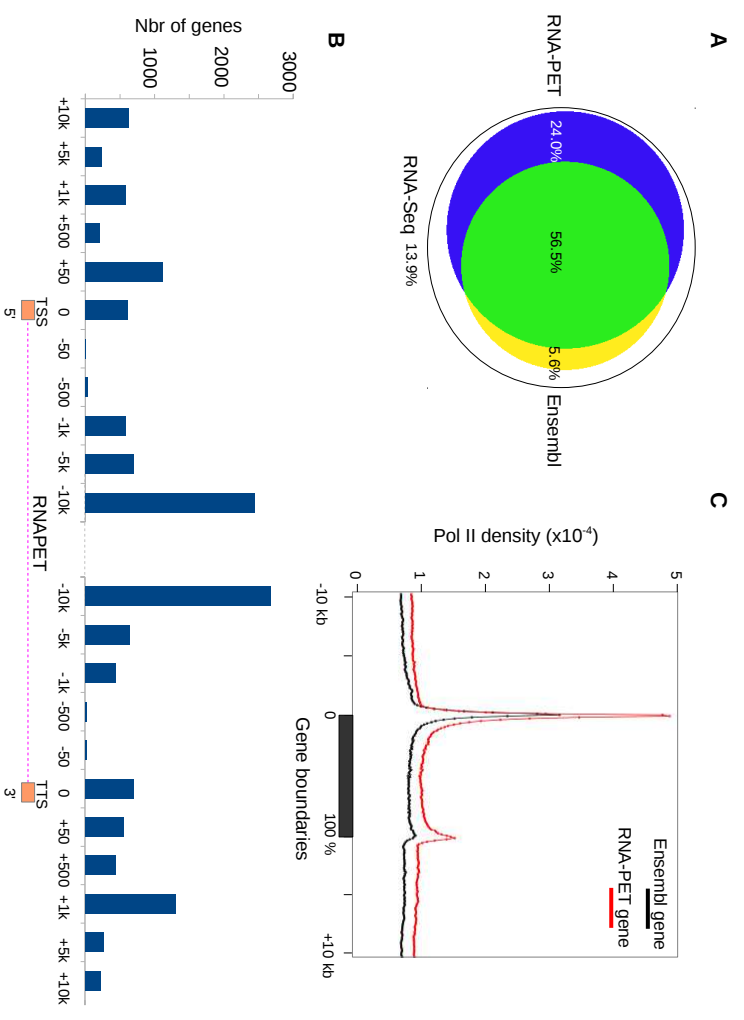 A
RNA-PET
24.0%
56.5%
5.6%
Ensembl
RNA-Seq 13.9%
B
Nbr of genes
3000
2000
1000
+10k +5k +1k +500 +50 0 -50 -500 -1k -5k -10k -10k -5k -1k -500 -50 0 +50 +500 +1k +5k +10k
TSS
5'
RNAPET
TTS
3'
C
Ensembl gene
RNA-PET gene
Pol II density (x10-4)
5
4
3
2
1
0
-10 kb 0 100 % +10 kb
Gene boundaries